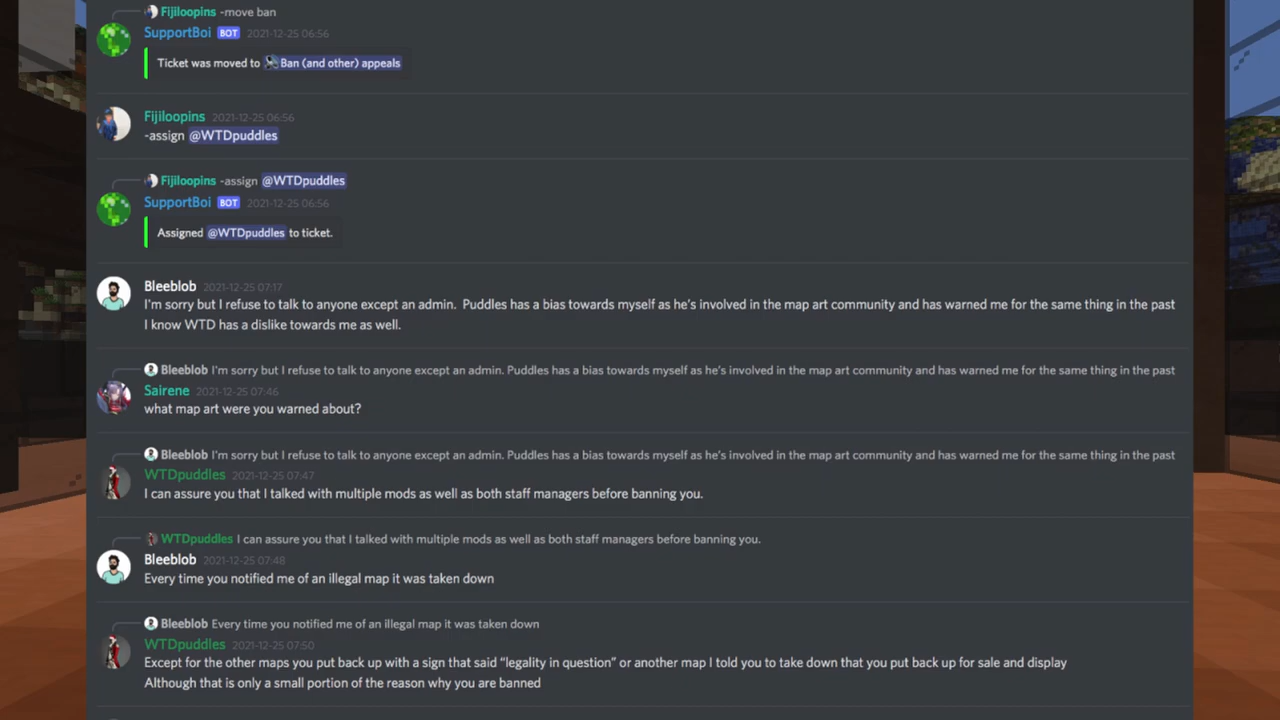 Fijiloopins -move ban
SupportBoi BOT 2021-12-25 06:56
Ticket was moved to Ban (and other) appeals
Fijiloopins 2021-12-25 06:56
-assign @WTDpuddles
Fijiloopins -assign @WTDpuddles
SupportBoi BOT 2021-12-25 06:56
Assigned @WTDpuddles to ticket.
Bleeblob 2021-12-25 07:17
I'm sorry but I refuse to talk to anyone except an admin. Puddles has a bias towards myself as he's involved in the map art community and has warned me for the same thing in the past
I know WTD has a dislike towards me as well.
Bleeblob I'm sorry but I refuse to talk to anyone except an admin. Puddles has a bias towards myself as he's involved in the map art community and has warned me for the same thing in the past
Sairene 2021-12-25 07:46
what map art were you warned about?
Bleeblob I'm sorry but I refuse to talk to anyone except an admin. Puddles has a bias towards myself as he's involved in the map art community and has warned me for the same thing in the past
WTDpuddles 2021-12-25 07:47
I can assure you that I talked with multiple mods as well as both staff managers before banning you.
WTDpuddles I can assure you that I talked with multiple mods as well as both staff managers before banning you.
Bleeblob 2021-12-25 07:48
Every time you notified me of an illegal map it was taken down
Bleeblob Every time you notified me of an illegal map it was taken down
WTDpuddles 2021-12-25 07:50
Except for the other maps you put back up with a sign that said “legality in question” or another map I told you to take down that you put back up for sale and display
Although that is only a small portion of the reason why you are banned